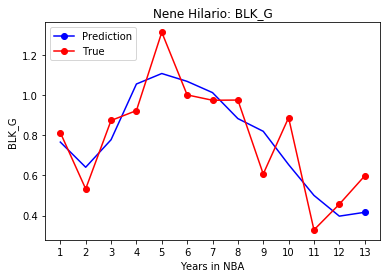 Nene Hilario: BLK_G
Prediction
True
1.2
1.0
0.8
0.6
0.4
BLK_G
1 2 3 4 5 6 7 8 9 10 11 12 13
Years in NBA